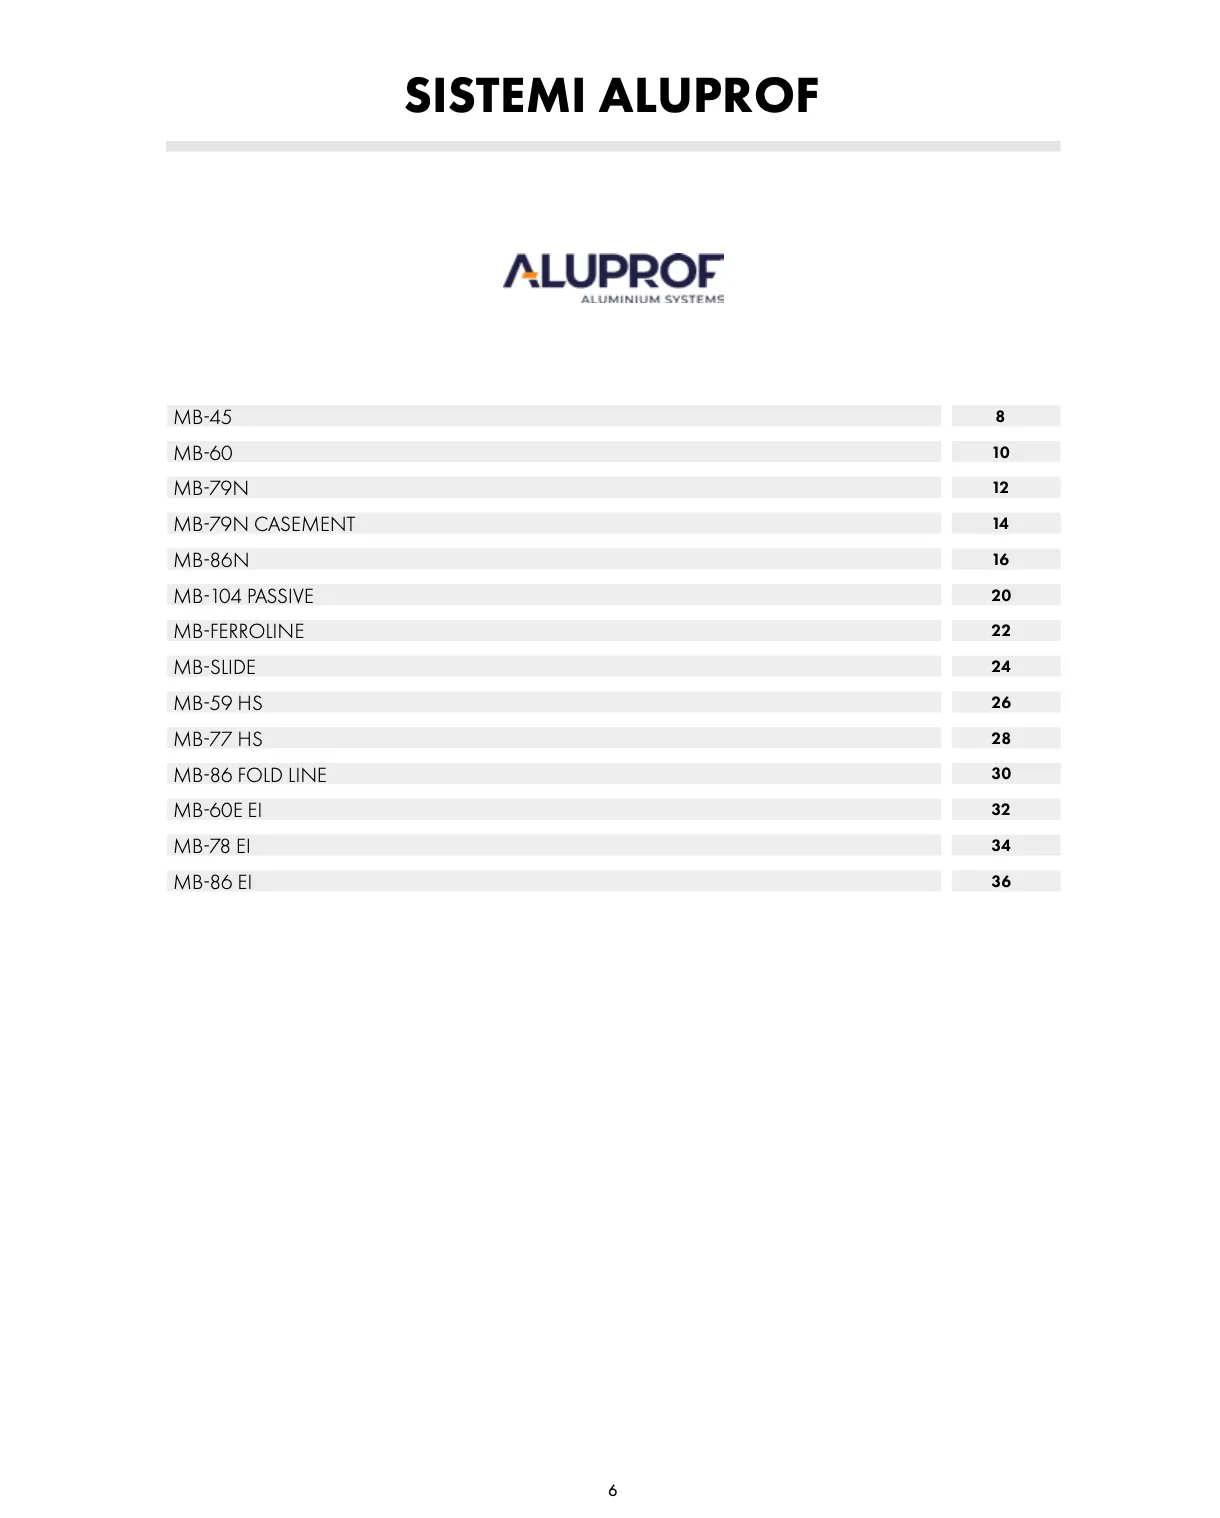 SISTEMI ALUPROF
ALUPROF
ALUMINIUM SYSTEMS
MB-45 8
MB-60 10
MB-79N 12
MB-79N CASEMENT 14
MB-86N 16
MB-104 PASSIVE 20
MB-FERROLINE 22
MB-SLIDE 24
MB-59 HS 26
MB-77 HS 28
MB-86 FOLD LINE 30
MB-60E EI 32
MB-78 EI 34
MB-86 EI 36
6